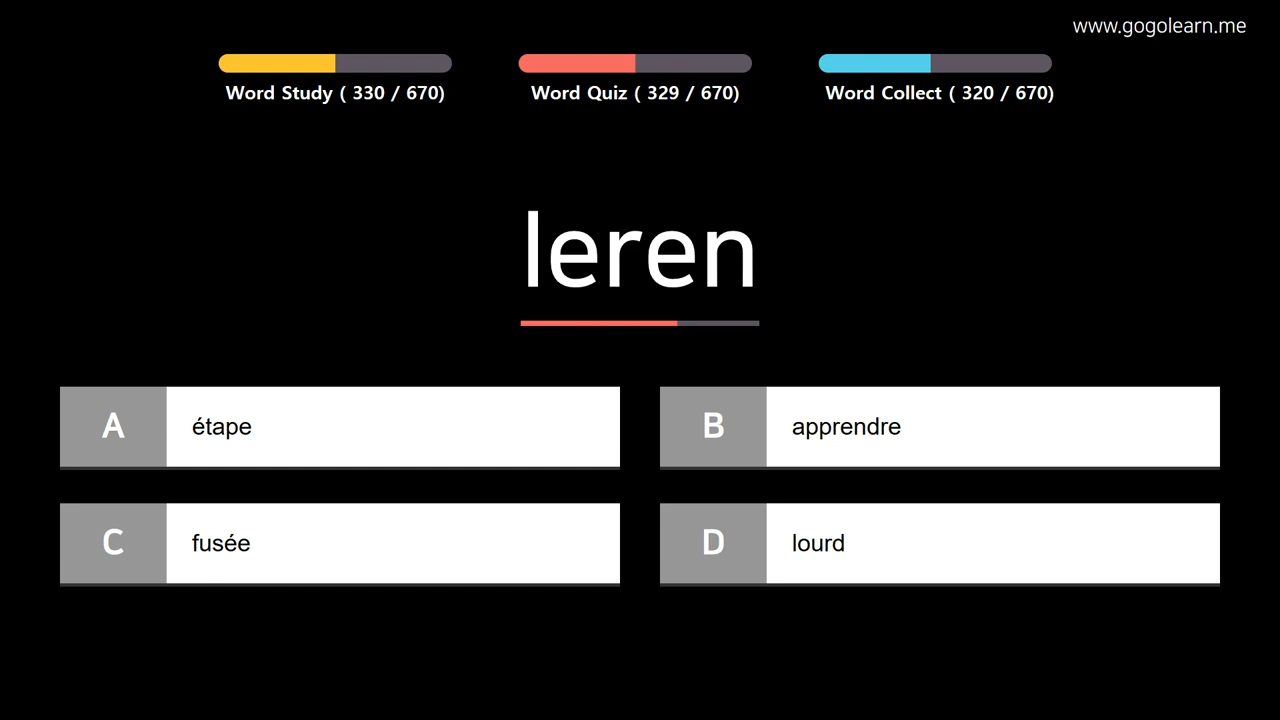 www.gogolearn.me
Word Study ( 330 / 670)
Word Quiz ( 329 / 670)
Word Collect ( 320 / 670)
leren
A étape
B apprendre
C fusée
D lourd